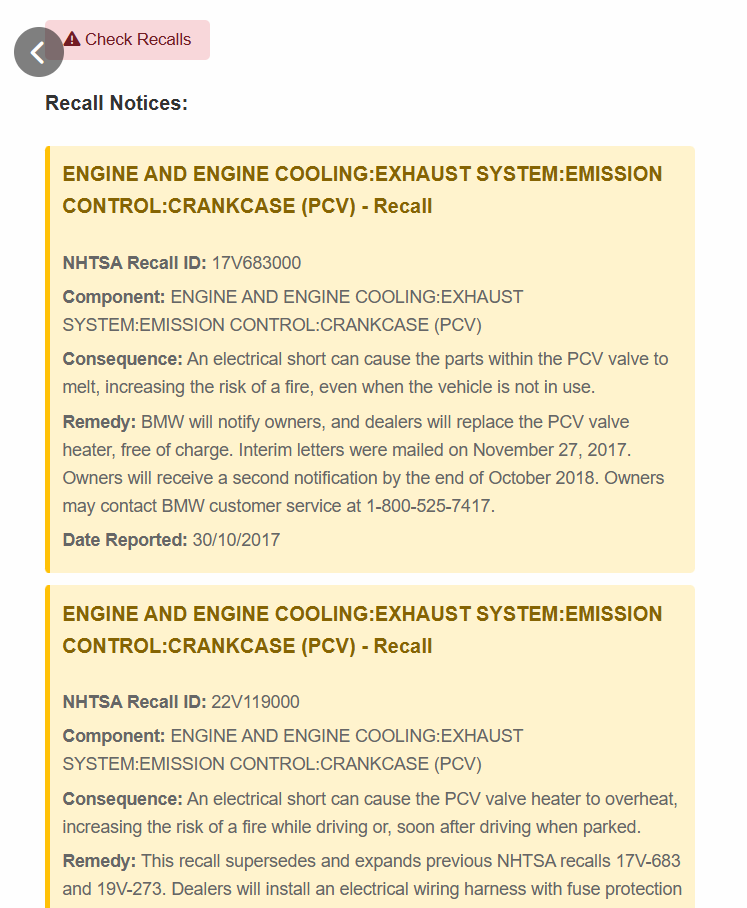 Check Recalls
Recall Notices:
ENGINE AND ENGINE COOLING:EXHAUST SYSTEM:EMISSION
CONTROL:CRANKCASE (PCV) - Recall
NHTSA Recall ID: 17V683000
Component: ENGINE AND ENGINE COOLING:EXHAUST
SYSTEM:EMISSION CONTROL:CRANKCASE (PCV)
Consequence: An electrical short can cause the parts within the PCV valve to
melt, increasing the risk of a fire, even when the vehicle is not in use.
Remedy: BMW will notify owners, and dealers will replace the PCV valve
heater, free of charge. Interim letters were mailed on November 27, 2017.
Owners will receive a second notification by the end of October 2018. Owners
may contact BMW customer service at 1-800-525-7417.
Date Reported: 30/10/2017
ENGINE AND ENGINE COOLING:EXHAUST SYSTEM:EMISSION
CONTROL:CRANKCASE (PCV) - Recall
NHTSA Recall ID: 22V119000
Component: ENGINE AND ENGINE COOLING:EXHAUST
SYSTEM:EMISSION CONTROL:CRANKCASE (PCV)
Consequence: An electrical short can cause the PCV valve heater to overheat,
increasing the risk of a fire while driving or, soon after driving when parked.
Remedy: This recall supersedes and expands previous NHTSA recalls 17V-683
and 19V-273. Dealers will install an electrical wiring harness with fuse protection